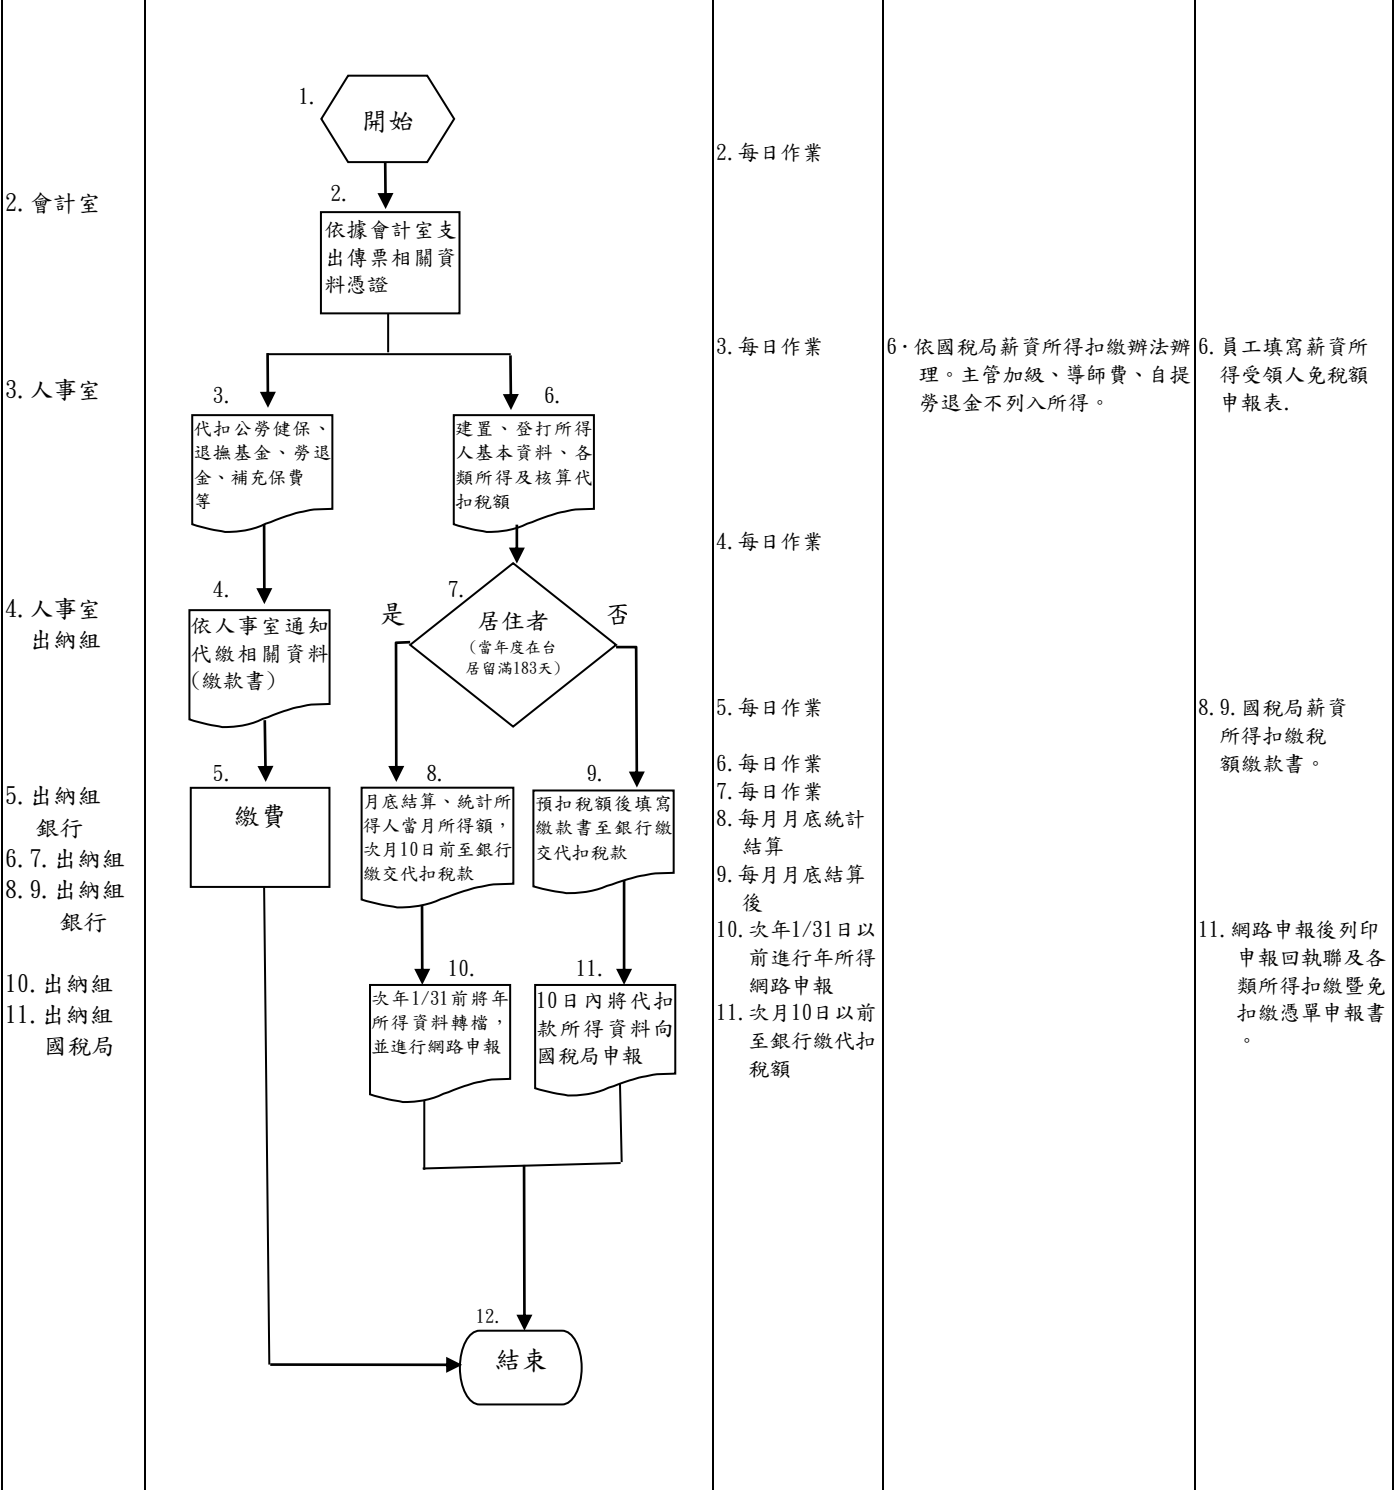 2.會計室
3.人事室
4.人事室
出納組
5.出納組
銀行
6.7.出納組
8.9.出納組
銀行
10.出納組
11.出納組
國稅局
1.
開始
2.
依據會計室支
出傳票相關資
料憑證
3.
代扣公勞健保、
退撫基金、勞退
金、補充保費
等
4.
依人事室通知
代繳相關資料
(繳款書)
5.
繳費
6.
建置、登打所得
人基本資料、各
類所得及核算代
扣稅額
7.
是
居住者
(當年度在台
居留滿183天)
否
8.
月底結算、統計所
得人當月所得額，
次月10日前至銀行
繳交代扣稅款
9.
預扣稅額後填寫
繳款書至銀行繳
交代扣稅款
10.
次年1/31前將年
所得資料轉檔，
並進行網路申報
11.
10日內將代扣
款所得資料向
國稅局申報
12.
結束
2.每日作業
3.每日作業
4.每日作業
5.每日作業
6.每日作業
7.每日作業
8.每月月底統計
結算
9.每月月底結算
後
10.次年1/31日以
前進行年所得
網路申報
11.次月10日以前
至銀行繳代扣
稅額
6．依國稅局薪資所得扣繳辦法辦
理。主管加級、導師費、自提
勞退金不列入所得。
6.員工填寫薪資所
得受領人免稅額
申報表.
8.9.國稅局薪資
所得扣繳稅
額繳款書。
11.網路申報後列印
申報回執聯及各
類所得扣繳暨免
扣繳憑單申報書
。